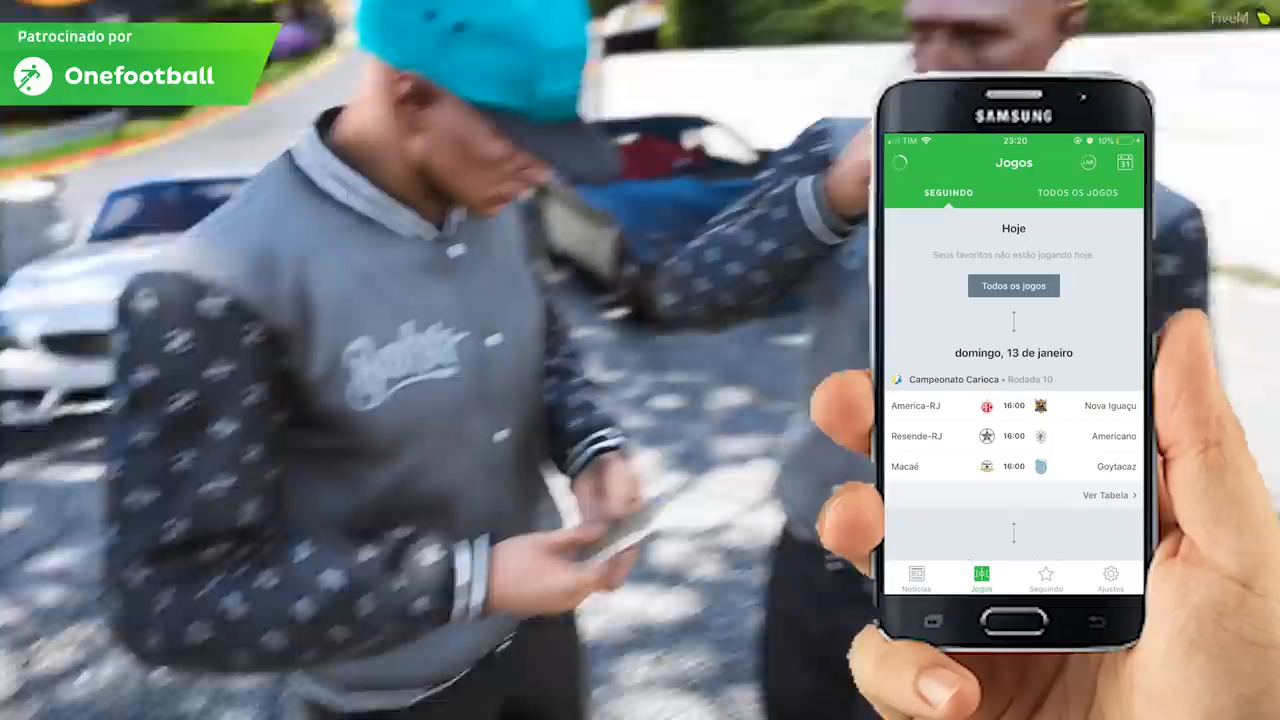 Patrocinado por
Onefootball
FiveM
SAMSUNG
TIM 23:20 10%
Jogos
LIVE
31
SEGUINDO TODOS OS JOGOS
Hoje
Seus favoritos não estão jogando hoje.
Todos os jogos
domingo, 13 de janeiro
Campeonato Carioca • Rodada 10
America-RJ 16:00 Nova Iguaçu
Resende-RJ 16:00 Americano
Macaé 16:00 Goytacaz
Ver Tabela >
Notícias Jogos Seguindo Ajustes